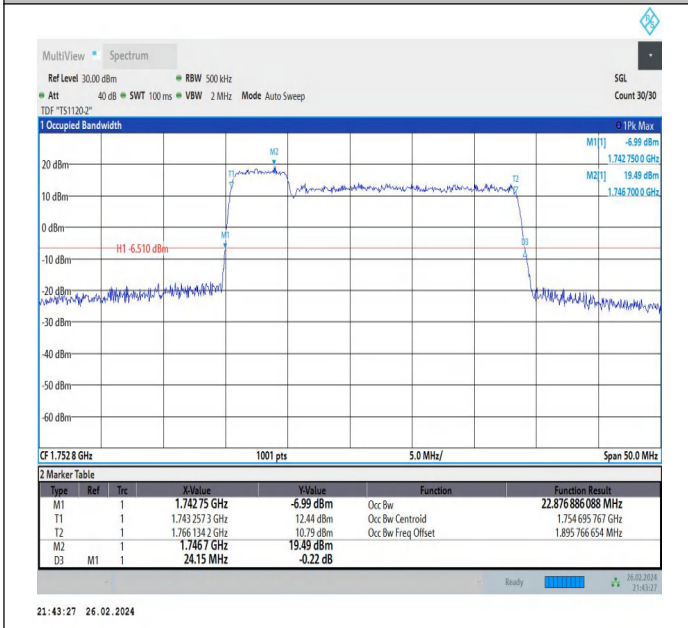 MultiView Spectrum
Ref Level 30.00 dBm RBW 500 kHz SGL
Att 40 dB SWT 100 ms VBW 2 MHz Mode Auto Sweep Count 30/30
TDF "TS1120-2"
1 Occupied Bandwidth 1Pk Max
M1[1] -6.99 dBm
1.742 750 0 GHz
M2[1] 19.49 dBm
1.746 700 0 GHz
M2
20 dBm
T1
T2
10 dBm
0 dBm
M1
D3
H1 -6.510 dBm
-10 dBm
-20 dBm
-30 dBm
-40 dBm
-50 dBm
-60 dBm
CF 1.752 8 GHz 1001 pts 5.0 MHz/ Span 50.0 MHz
2 Marker Table
Type Ref Trc X-Value Y-Value Function Function Result
M1 1 1.742 75 GHz -6.99 dBm Occ Bw 22.876 886 088 MHz
T1 1 1.743 257 3 GHz 12.44 dBm Occ Bw Centroid 1.754 695 767 GHz
T2 1 1.766 134 2 GHz 10.79 dBm Occ Bw Freq Offset 1.895 766 654 MHz
M2 1 1.746 7 GHz 19.49 dBm
D3 M1 1 24.15 MHz -0.22 dB
Ready 26.02.2024
21:43:27
21:43:27 26.02.2024